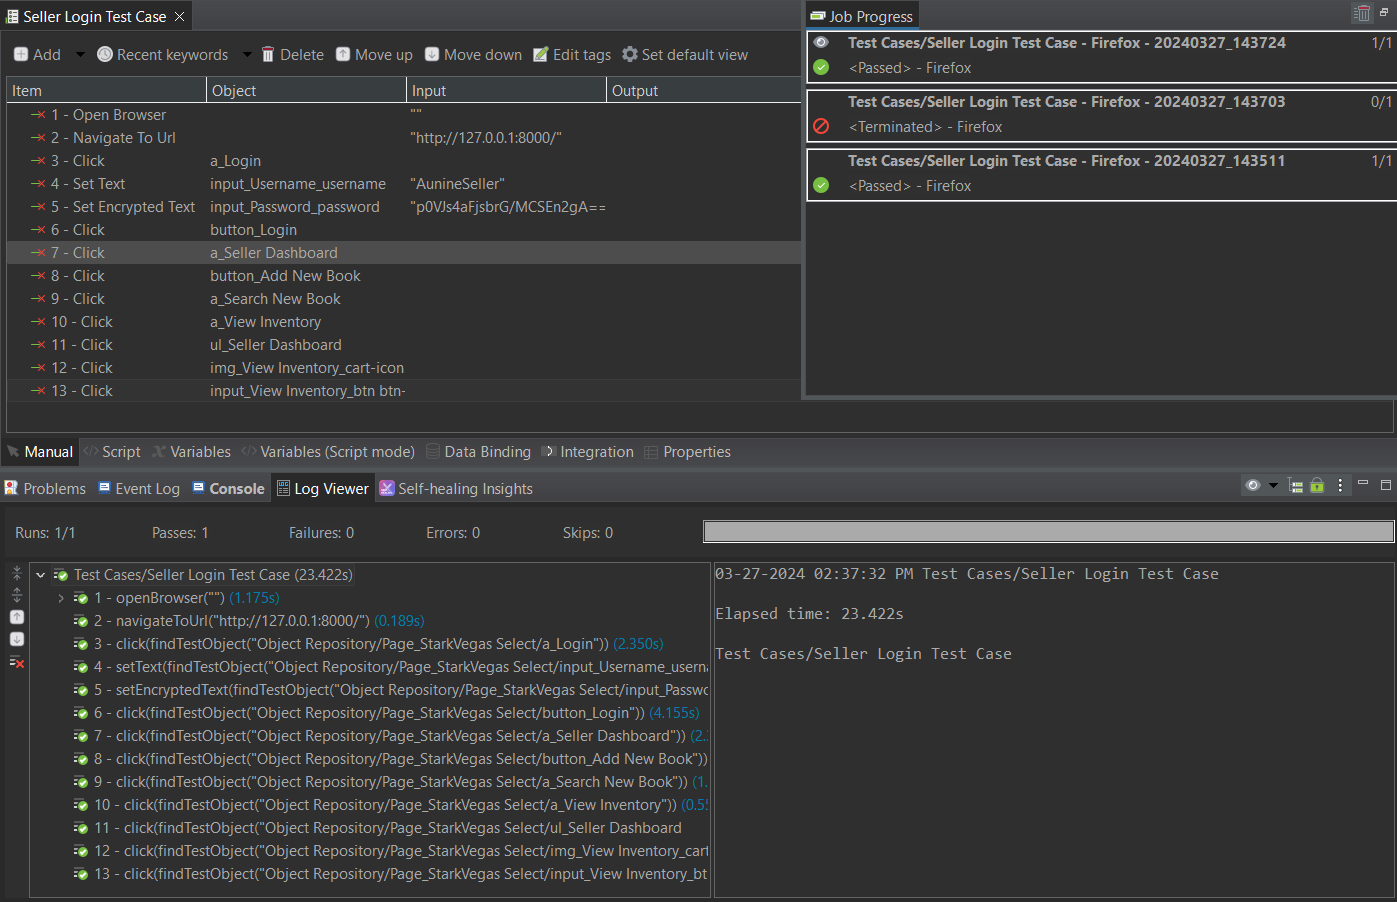 Seller Login Test Case
Add Recent keywords Delete Move up Move down Edit tags Set default view
Item Object Input Output
1 - Open Browser ""
2 - Navigate To Url "http://127.0.0.1:8000/"
3 - Click a_Login
4 - Set Text input_Username_username "AunineSeller"
5 - Set Encrypted Text input_Password_password "p0VJs4aFjsbrG/MCSEn2gA==
6 - Click button_Login
7 - Click a_Seller Dashboard
8 - Click button_Add New Book
9 - Click a_Search New Book
10 - Click a_View Inventory
11 - Click ul_Seller Dashboard
12 - Click img_View Inventory_cart-icon
13 - Click input_View Inventory_btn btn-
Job Progress
Test Cases/Seller Login Test Case - Firefox - 20240327_143724 1/1
<Passed> - Firefox
Test Cases/Seller Login Test Case - Firefox - 20240327_143703 0/1
<Terminated> - Firefox
Test Cases/Seller Login Test Case - Firefox - 20240327_143511 1/1
<Passed> - Firefox
Manual Script Variables Variables (Script mode) Data Binding Integration Properties
Problems Event Log Console Log Viewer Self-healing Insights
Runs: 1/1 Passes: 1 Failures: 0 Errors: 0 Skips: 0
Test Cases/Seller Login Test Case (23.422s)
1 - openBrowser("") (1.175s)
2 - navigateToUrl("http://127.0.0.1:8000/") (0.189s)
3 - click(findTestObject("Object Repository/Page_StarkVegas Select/a_Login")) (2.350s)
4 - setText(findTestObject("Object Repository/Page_StarkVegas Select/input_Username_usern
5 - setEncryptedText(findTestObject("Object Repository/Page_StarkVegas Select/input_Passwo
6 - click(findTestObject("Object Repository/Page_StarkVegas Select/button_Login")) (4.155s)
7 - click(findTestObject("Object Repository/Page_StarkVegas Select/a_Seller Dashboard")) (2.
8 - click(findTestObject("Object Repository/Page_StarkVegas Select/button_Add New Book"))
9 - click(findTestObject("Object Repository/Page_StarkVegas Select/a_Search New Book")) (1.
10 - click(findTestObject("Object Repository/Page_StarkVegas Select/a_View Inventory")) (0.55
11 - click(findTestObject("Object Repository/Page_StarkVegas Select/ul_Seller Dashboard
12 - click(findTestObject("Object Repository/Page_StarkVegas Select/img_View Inventory_cart
13 - click(findTestObject("Object Repository/Page_StarkVegas Select/input_View Inventory_bt
03-27-2024 02:37:32 PM Test Cases/Seller Login Test Case
Elapsed time: 23.422s
Test Cases/Seller Login Test Case